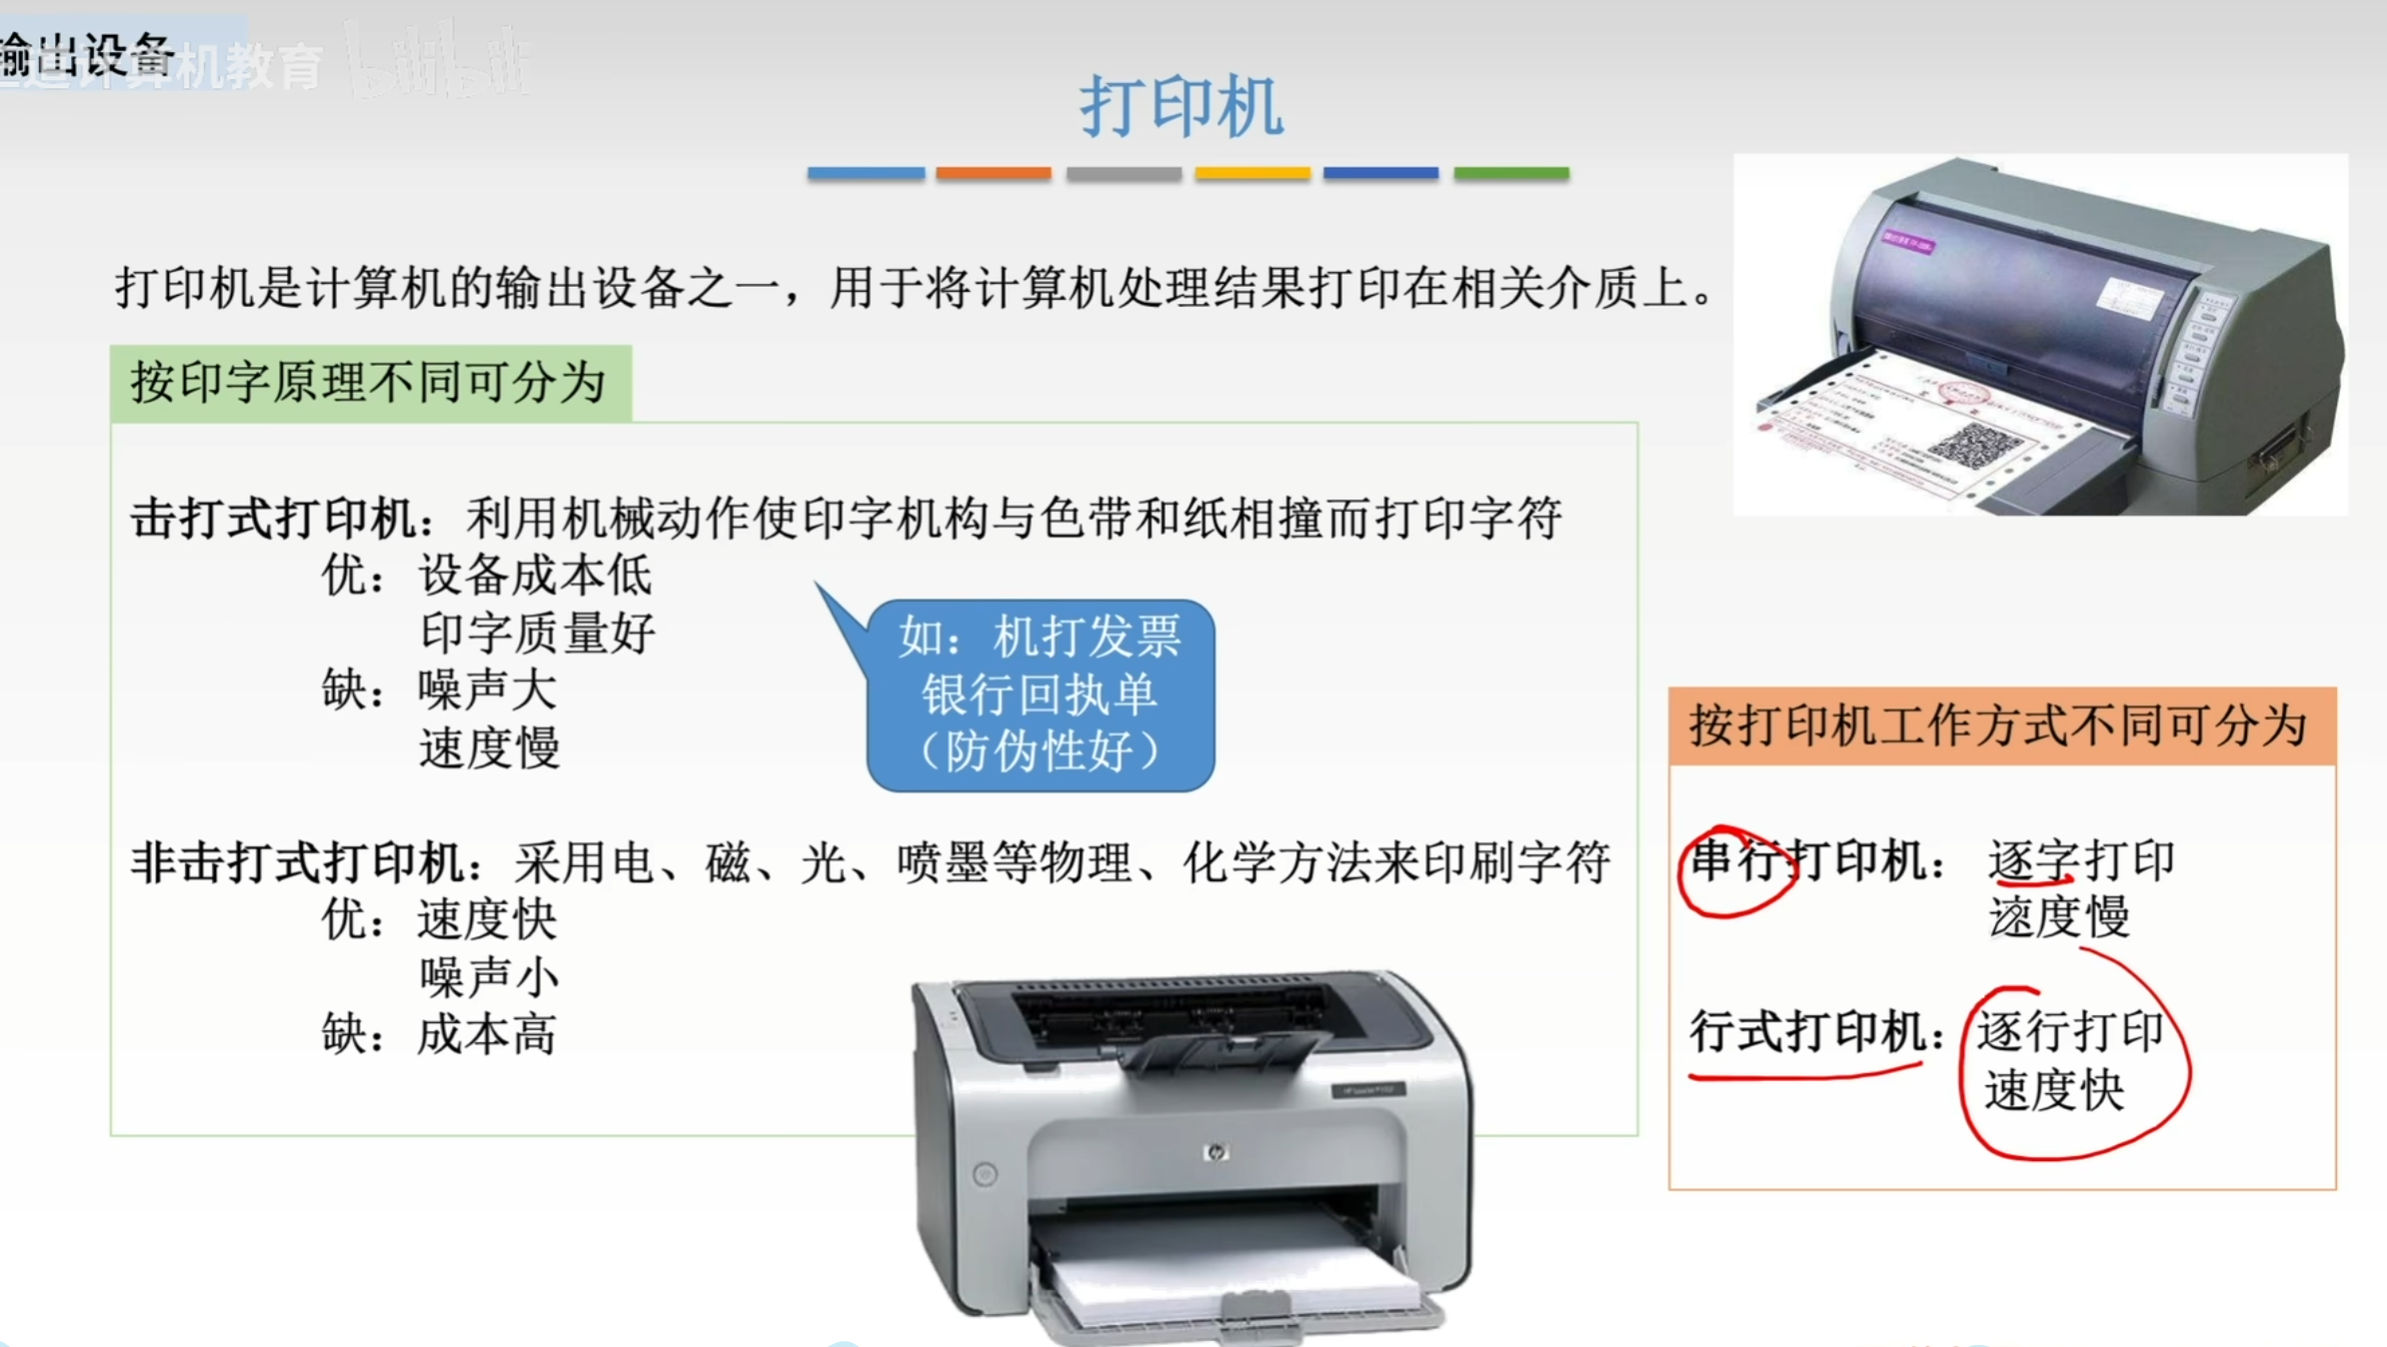 输出设备
王道计算机教育 bilibili
打印机
打印机是计算机的输出设备之一，用于将计算机处理结果打印在相关介质上。
按印字原理不同可分为
击打式打印机：利用机械动作使印字机构与色带和纸相撞而打印字符
优：设备成本低
印字质量好
缺：噪声大
速度慢
如：机打发票
银行回执单
（防伪性好）
非击打式打印机：采用电、磁、光、喷墨等物理、化学方法来印刷字符
优：速度快
噪声小
缺：成本高
按打印机工作方式不同可分为
串行打印机： 逐字打印
速度慢
行式打印机： 逐行打印
速度快
hp